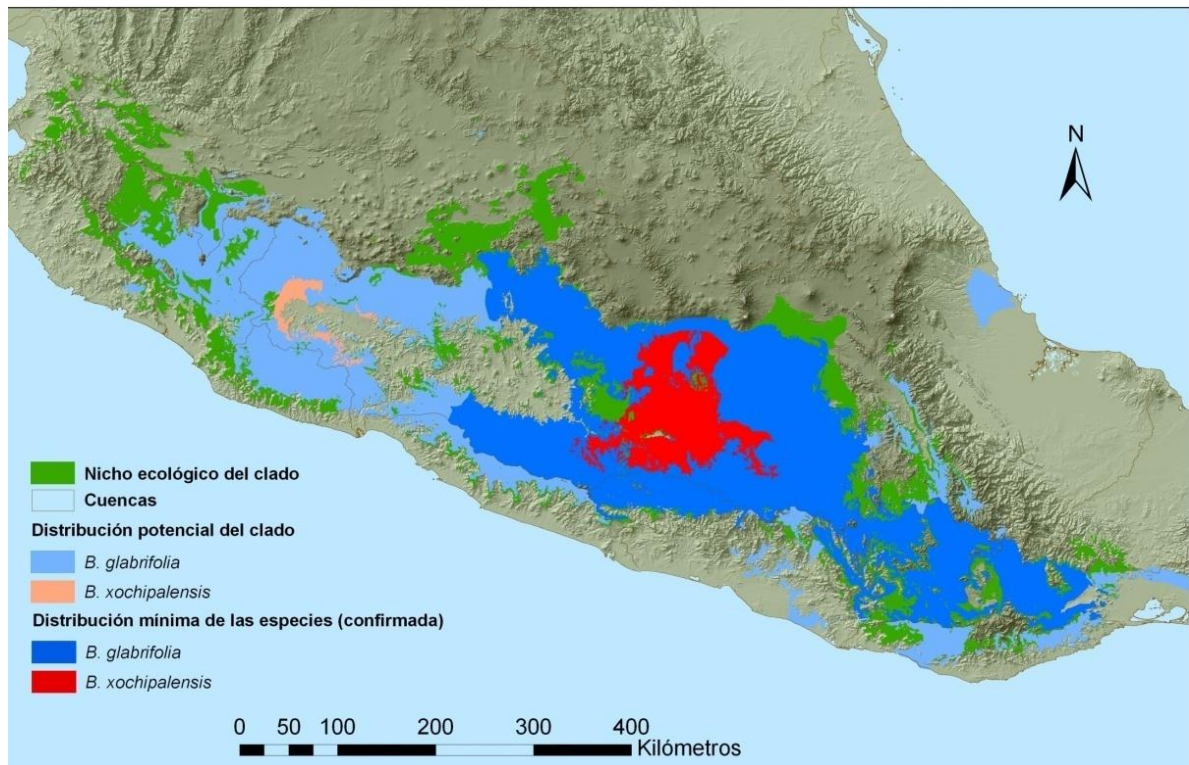 N
Nicho ecológico del clado
Cuencas
Distribución potencial del clado
B. glabrifolia
B. xochipalensis
Distribución mínima de las especies (confirmada)
B. glabrifolia
B. xochipalensis
0 50 100 200 300 400
Kilómetros